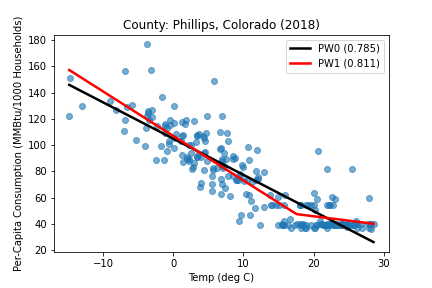 County: Phillips, Colorado (2018)
PW0 (0.785)
PW1 (0.811)
Per-Capita Consumption (MMBtu/1000 Households)
180
160
140
120
100
80
60
40
20
−10 0 10 20 30
Temp (deg C)